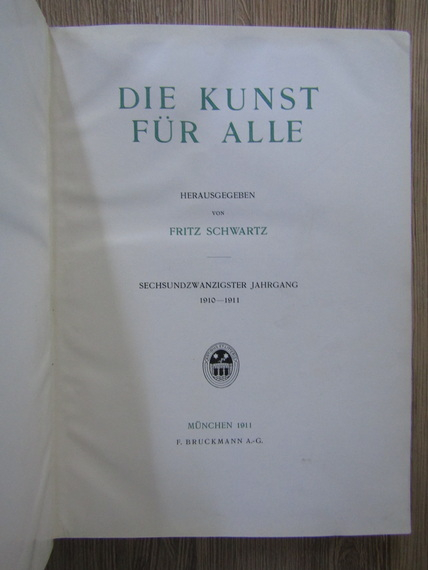 DIE KUNST
FÜR ALLE
HERAUSGEGEBEN
VON
FRITZ SCHWARTZ
SECHSUNDZWANZIGSTER JAHRGANG
1910—1911
MÜNCHEN 1911
F. BRUCKMANN A.-G.